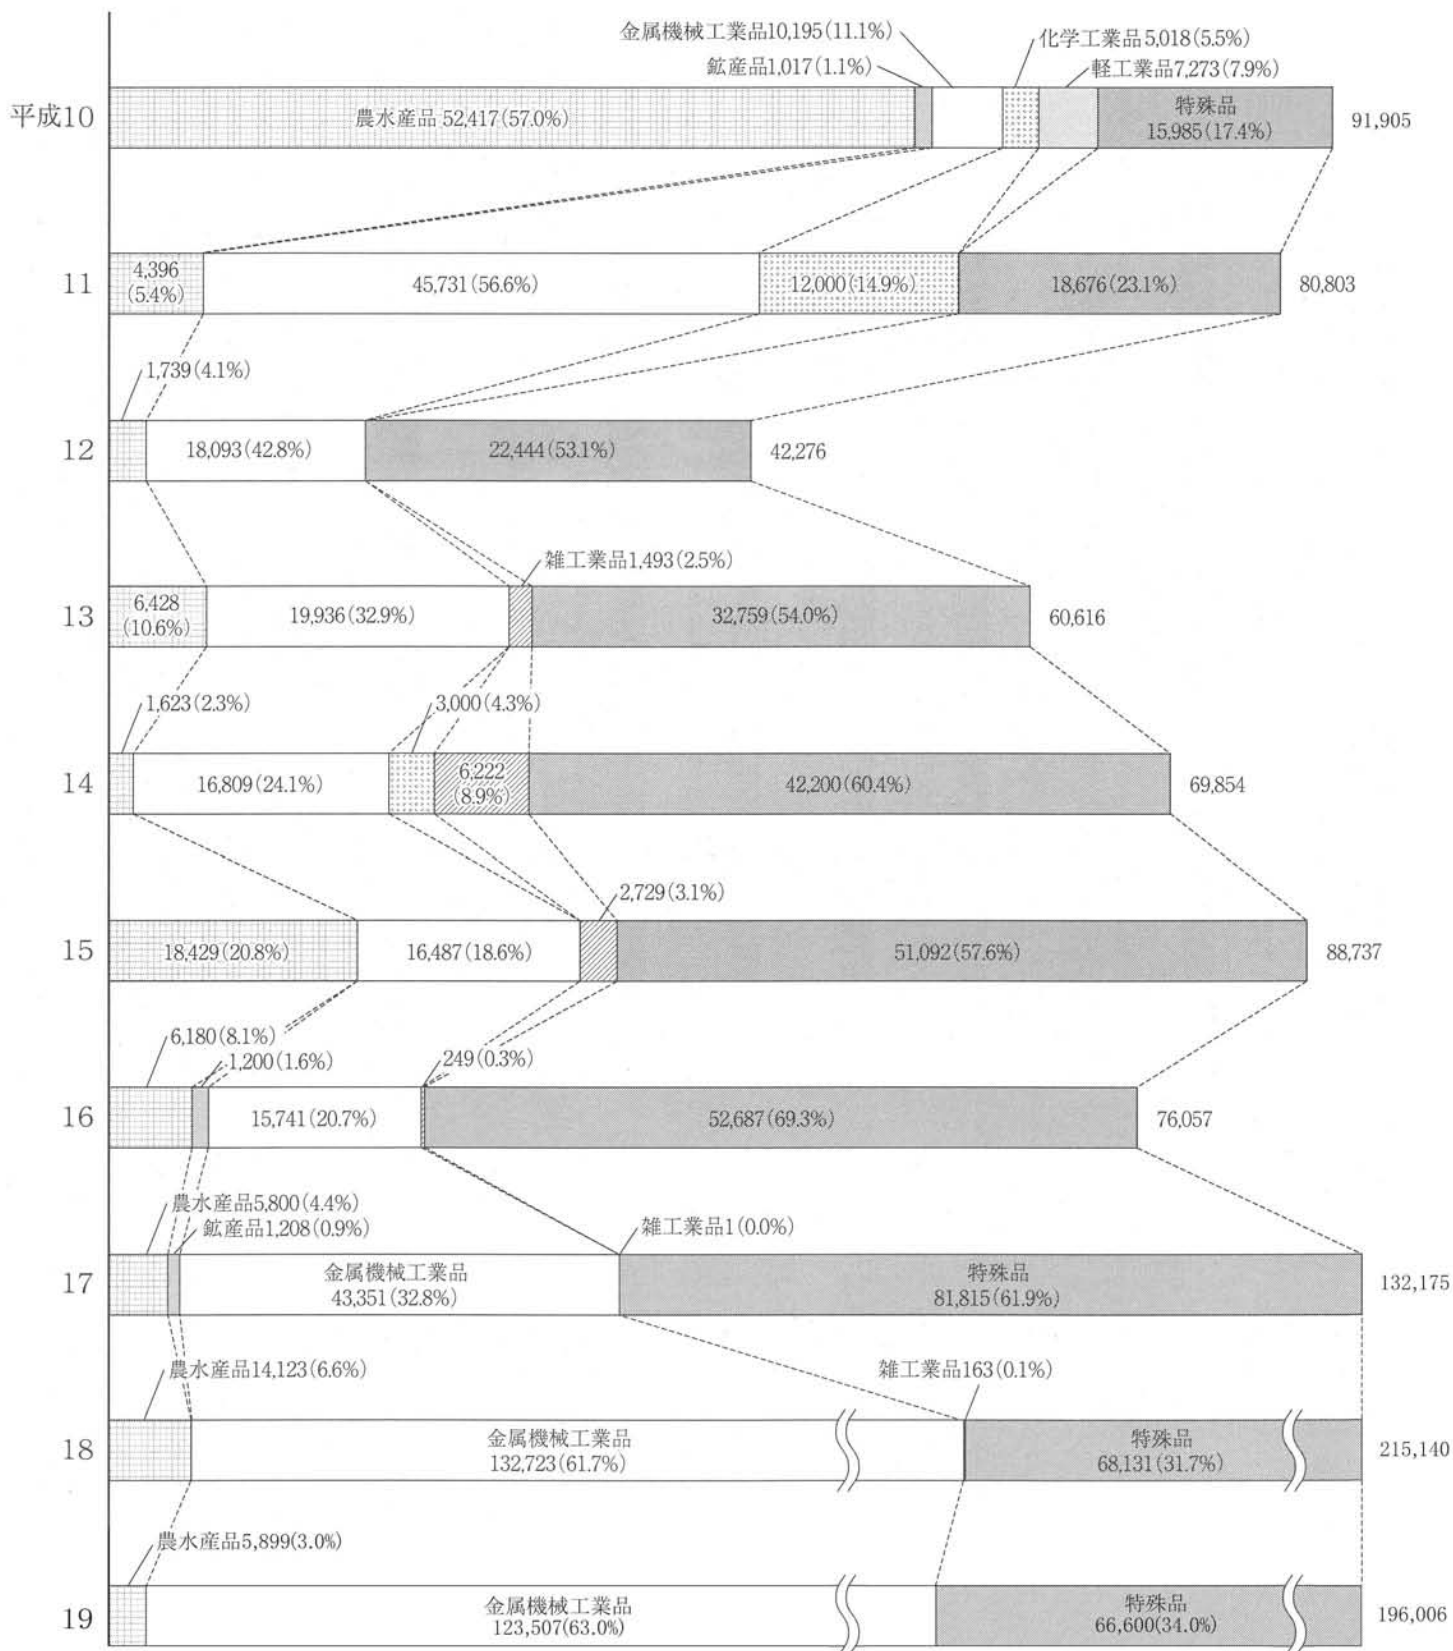 金属機械工業品10,195(11.1%)
化学工業品5,018(5.5%)
鉱産品1,017(1.1%)
軽工業品7,273(7.9%)
平成10
農水産品 52,417(57.0%)
特殊品
15,985(17.4%)
91,905
11
4,396
(5.4%)
45,731(56.6%)
12,000(14.9%)
18,676(23.1%)
80,803
1,739(4.1%)
12
18,093(42.8%)
22,444(53.1%)
42,276
雑工業品1,493(2.5%)
13
6,428
(10.6%)
19,936(32.9%)
32,759(54.0%)
60,616
1,623(2.3%)
3,000(4.3%)
14
16,809(24.1%)
6,222
(8.9%)
42,200(60.4%)
69,854
2,729(3.1%)
15
18,429(20.8%)
16,487(18.6%)
51,092(57.6%)
88,737
6,180(8.1%)
1,200(1.6%)
249(0.3%)
16
15,741(20.7%)
52,687(69.3%)
76,057
農水産品5,800(4.4%)
鉱産品1,208(0.9%)
雑工業品1(0.0%)
17
金属機械工業品
43,351(32.8%)
特殊品
81,815(61.9%)
132,175
農水産品14,123(6.6%)
雑工業品163(0.1%)
18
金属機械工業品
132,723(61.7%)
特殊品
68,131(31.7%)
215,140
農水産品5,899(3.0%)
19
金属機械工業品
123,507(63.0%)
特殊品
66,600(34.0%)
196,006